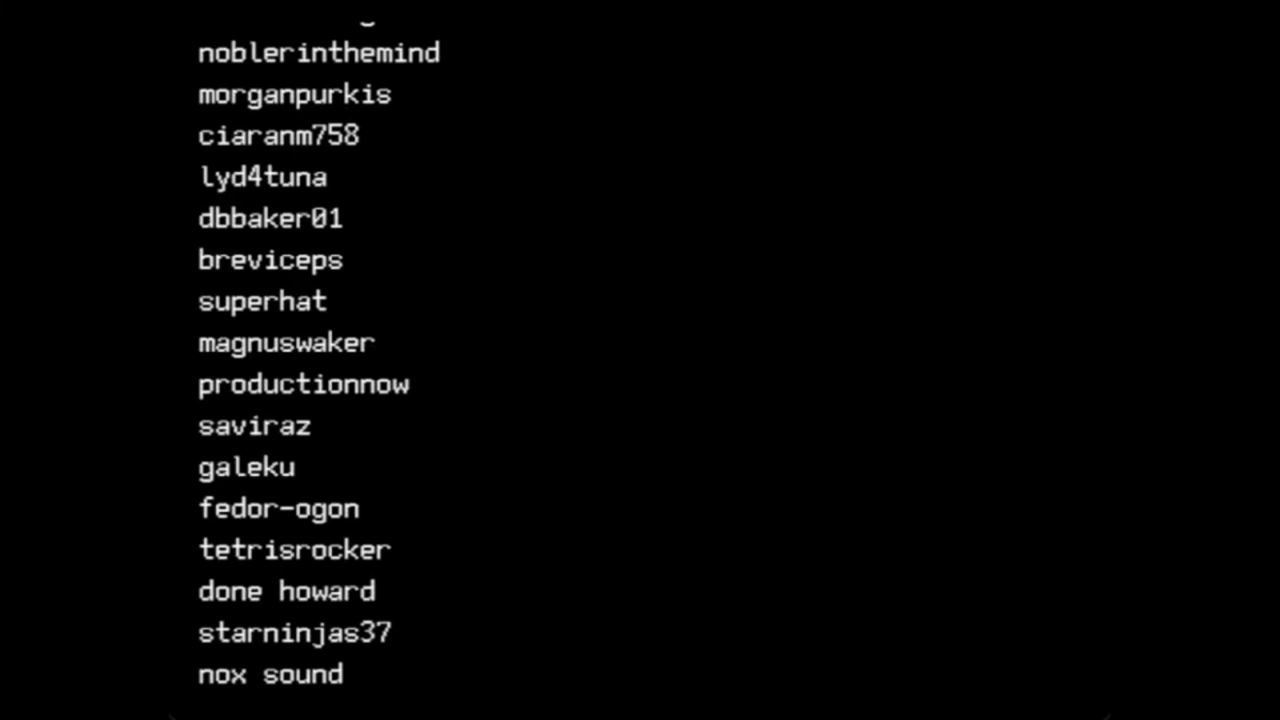 noblerinthemind
morganpurkis
ciaranm758
lyd4tuna
dbbaker01
breviceps
superhat
magnuswaker
productionnow
saviraz
galeku
fedor-ogon
tetrisrocker
done howard
starninjas37
nox sound